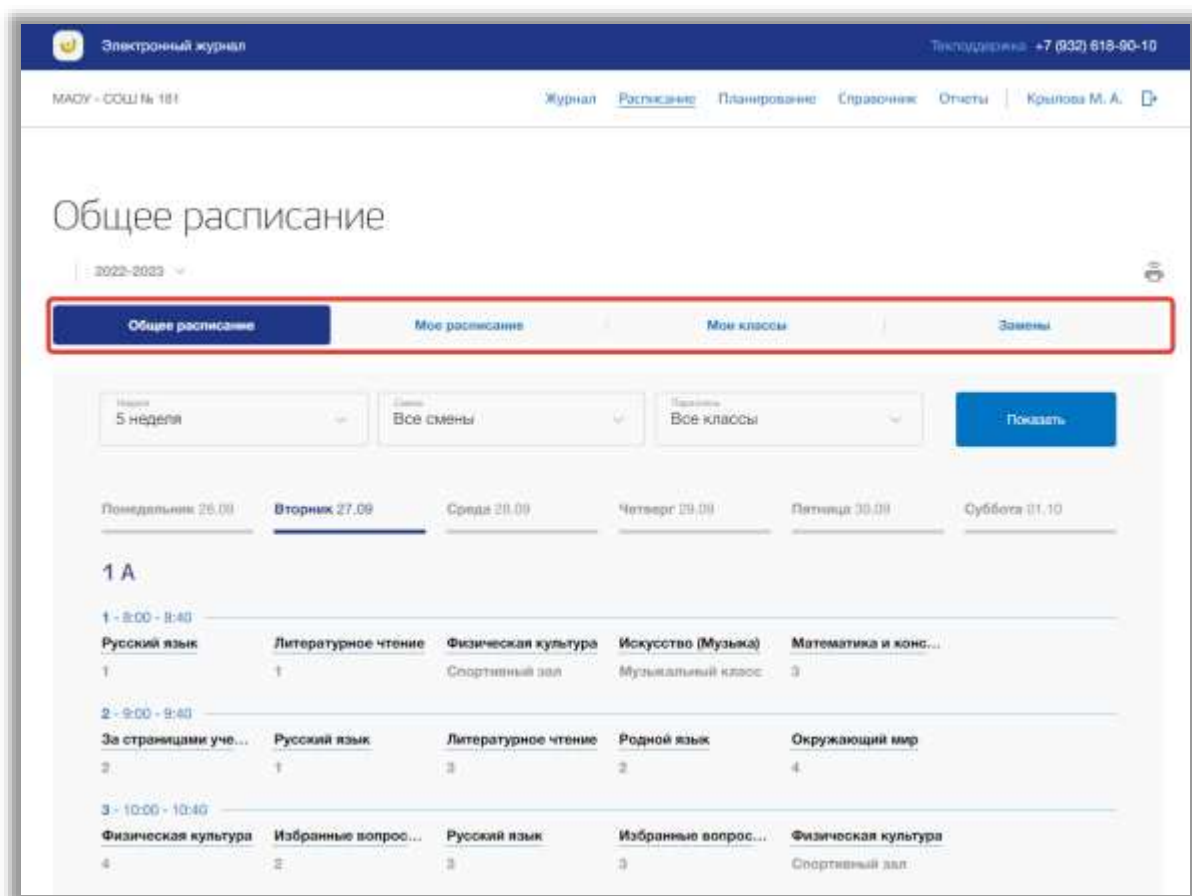 Электронный журнал Техподдержка +7 (932) 618-90-10
МАОУ - СОШ № 181 Журнал Расписание Планирование Справочник Отчеты Крылова М. А.
Общее расписание
2022-2023
Общее расписание Мое расписание Мои классы Замены
Неделя Смена Параллель
5 неделя Все смены Все классы Показать
Понедельник 26.09 Вторник 27.09 Среда 28.09 Четверг 29.09 Пятница 30.09 Суббота 01.10
1 А
1 - 8:00 - 8:40
Русский язык Литературное чтение Физическая культура Искусство (Музыка) Математика и конс...
1 1 Спортивный зал Музыкальный класс 3
2 - 9:00 - 9:40
За страницами уче... Русский язык Литературное чтение Родной язык Окружающий мир
2 1 3 2 4
3 - 10:00 - 10:40
Физическая культура Избранные вопрос... Русский язык Избранные вопрос... Физическая культура
4 2 3 3 Спортивный зал